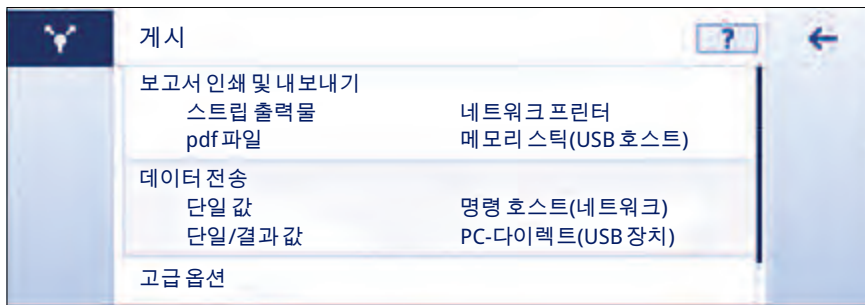 게시 ?
보고서 인쇄 및 내보내기
스트립 출력물 네트워크 프린터
pdf 파일 메모리 스틱(USB 호스트)
데이터 전송
단일 값 명령 호스트(네트워크)
단일/결과 값 PC-다이렉트(USB 장치)
고급 옵션